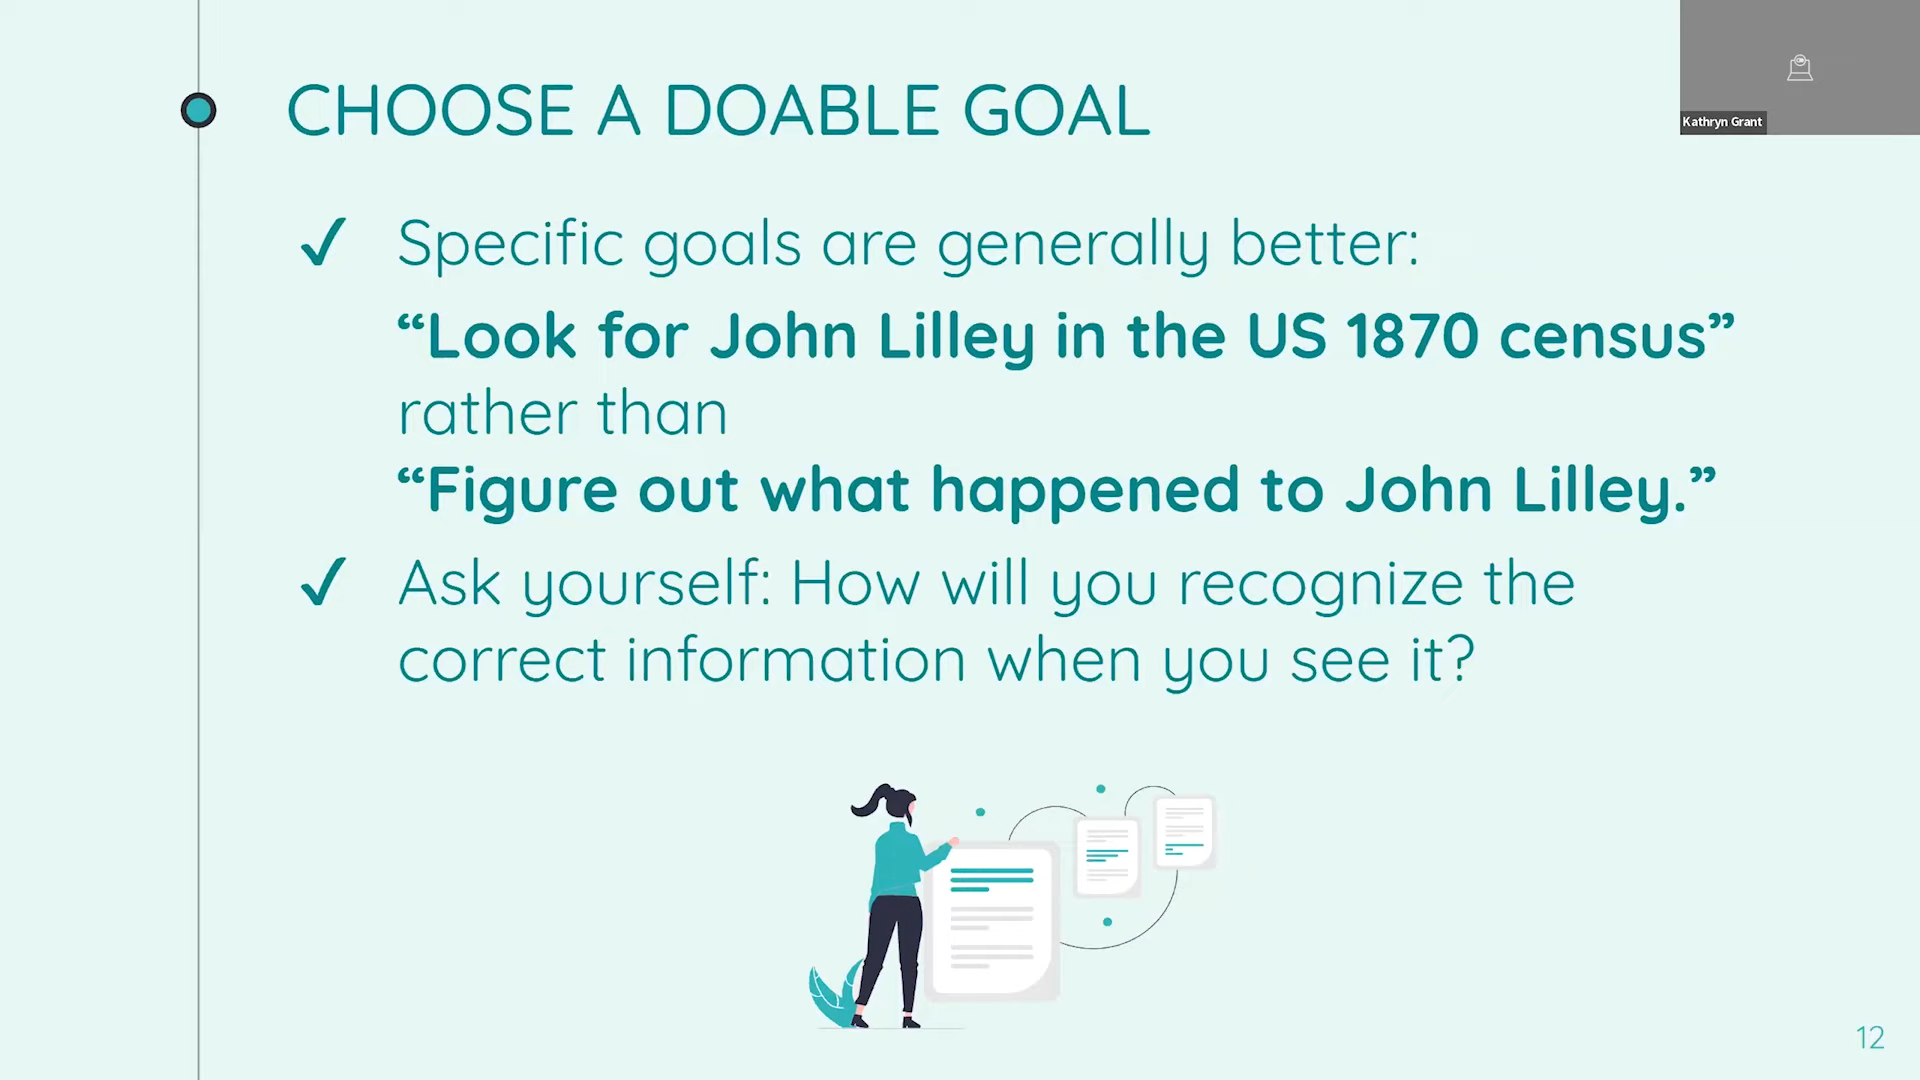 CHOOSE A DOABLE GOAL
Kathryn Grant
✓ Specific goals are generally better:
“Look for John Lilley in the US 1870 census”
rather than
“Figure out what happened to John Lilley.”
✓ Ask yourself: How will you recognize the
correct information when you see it?
12